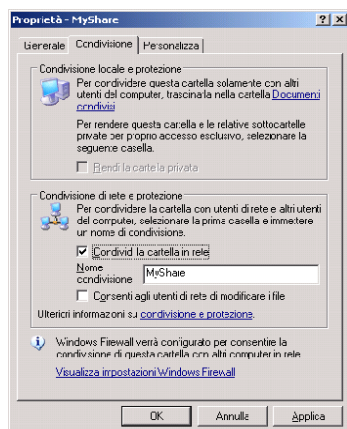 Proprietà - MyShare
Generale Condivisione Personalizza
Condivisione locale e protezione
Per condividere questa cartella solamente con altri
utenti del computer, trascinarla nella cartella Documenti
condivisi
Per rendere questa cartella e le relative sottocartelle
private per proprio accesso esclusivo, selezionare la
seguente casella.
Rendi la cartella privata
Condivisione di rete e protezione
Per condividere la cartella con utenti di rete e altri utenti
del computer, selezionare la prima casella e immettere
un nome di condivisione.
Condividi la cartella in rete
Nome
condivisione
MyShare
Consenti agli utenti di rete di modificare i file
Ulteriori informazioni su condivisione e protezione.
Windows Firewall verrà configurato per consentire la
condivisione di questa cartella con altri computer in rete.
Visualizza impostazioni Windows Firewall
OK Annulla Applica